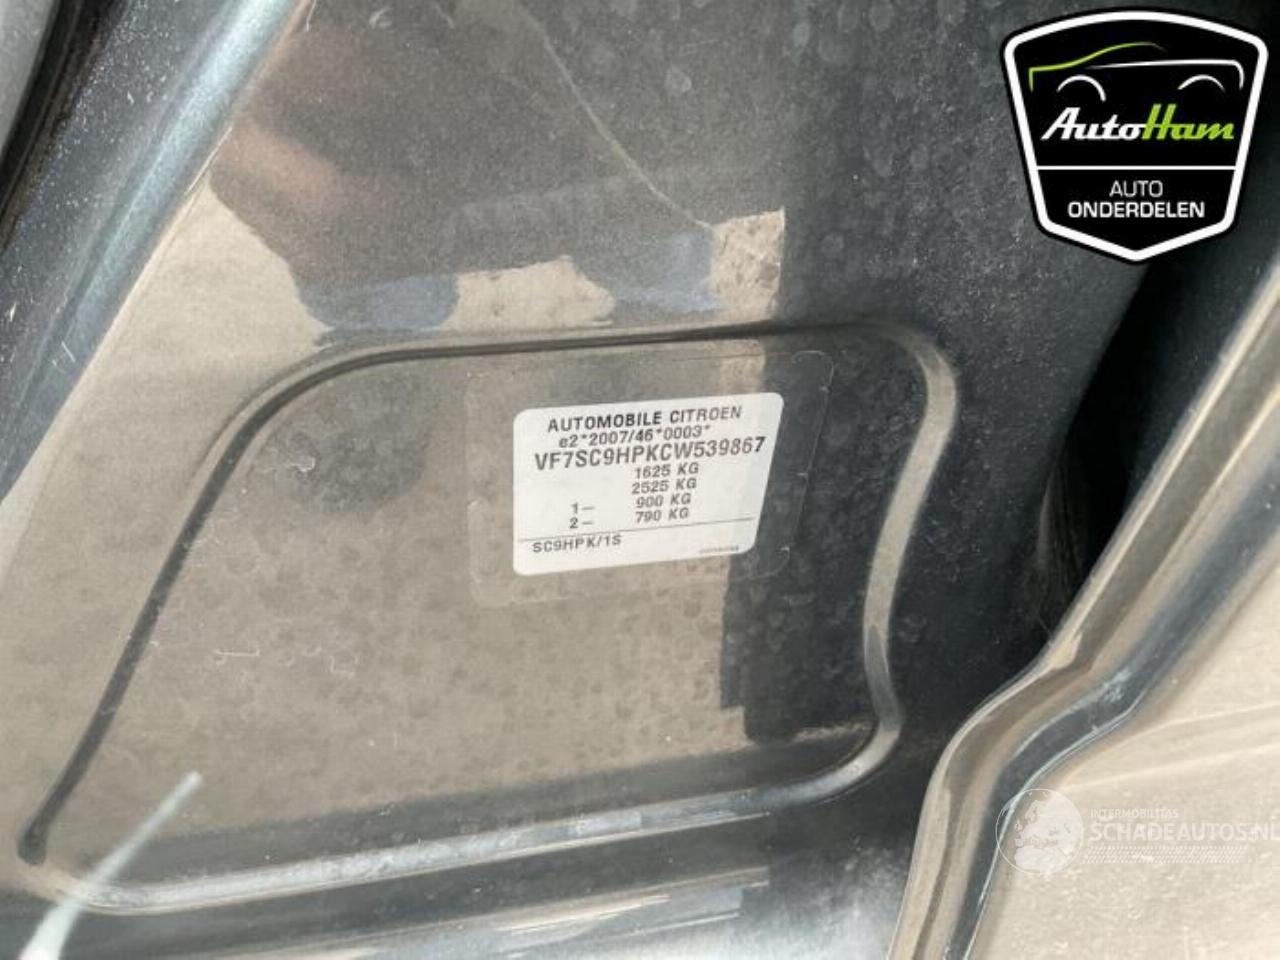 AutoHam
AUTO
ONDERDELEN
AUTOMOBILE CITROEN
e2*2007/46*0003*
VF7SC9HPKCW539867
1625 KG
2525 KG
1- 900 KG
2- 790 KG
SC9HPK/1S
INTERMOBILITAS
SCHADEAUTOS.NL